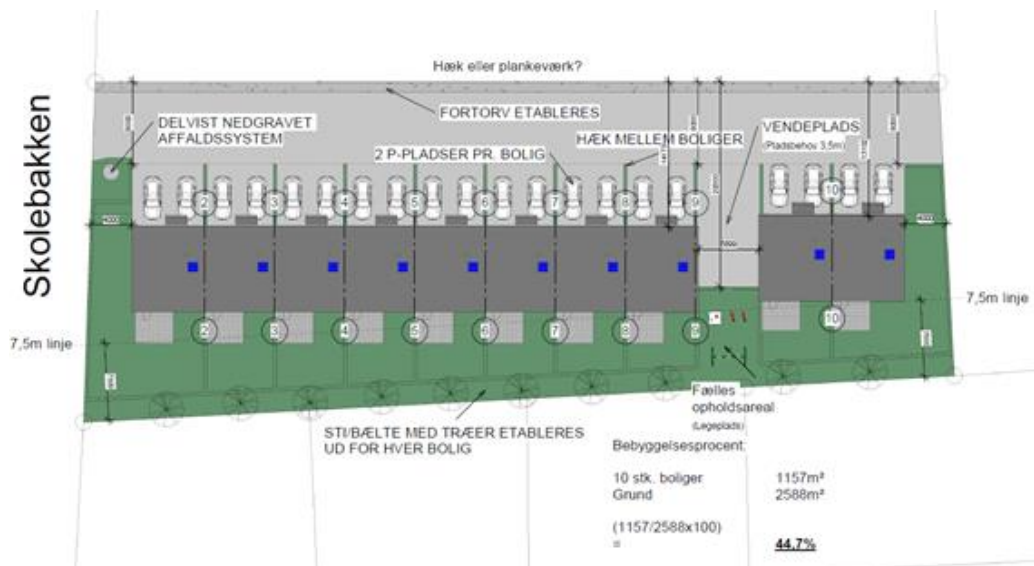 Skolebakken
Hæk eller plankeværk?
FORTORV ETABLERES
DELVIST NEDGRAVET
AFFALDSSYSTEM
HÆK MELLEM BOLIGER
VENDEPLADS
(Pladsbehov 3,5m)
2 P-PLADSER PR. BOLIG
2 3 4 5 6 7 8 9 10
7,5m linje
7,5m linje
2 3 4 5 6 7 8 9 10
Fælles
opholdsareal
(Legeplads)
STI/BÆLTE MED TRÆER ETABLERES
UD FOR HVER BOLIG
Bebyggelsesprocent:
10 stk. boliger 1157m²
Grund 2588m²
(1157/2588x100)
= 44,7%